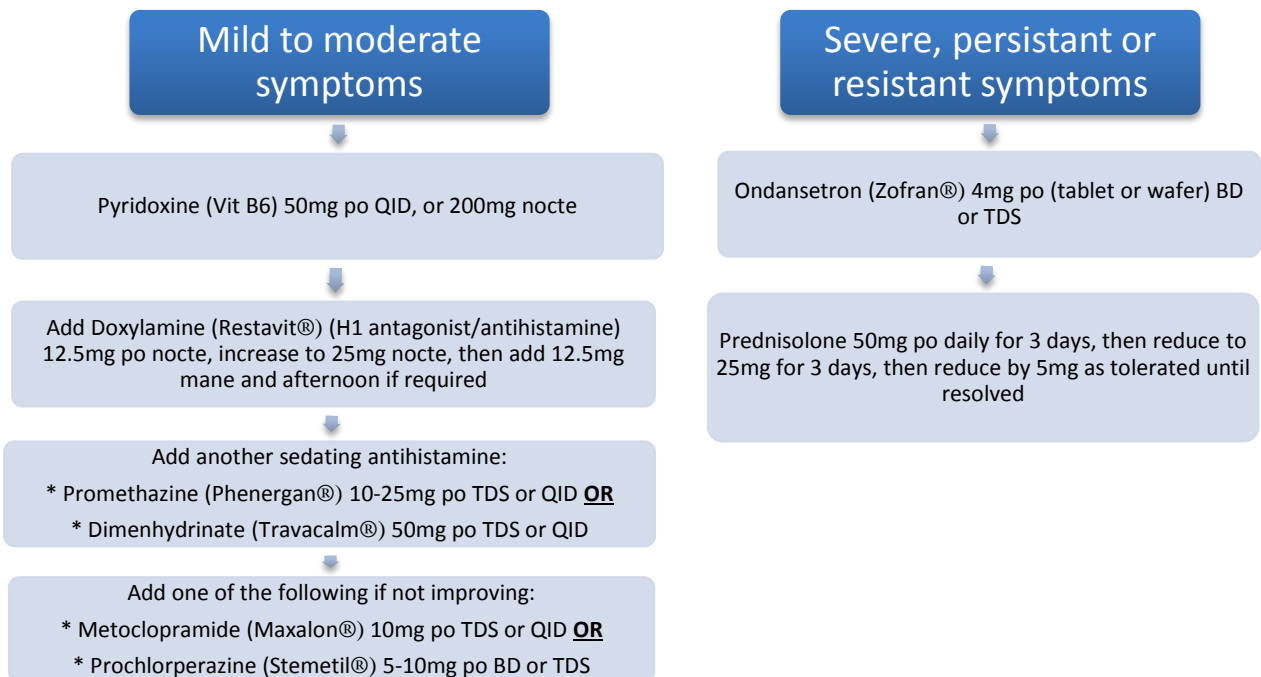 Mild to moderate
symptoms
Pyridoxine (Vit B6) 50mg po QID, or 200mg nocte
Add Doxylamine (Restavit®) (H1 antagonist/antihistamine)
12.5mg po nocte, increase to 25mg nocte, then add 12.5mg
mane and afternoon if required
Add another sedating antihistamine:
* Promethazine (Phenergan®) 10-25mg po TDS or QID OR
* Dimenhydrinate (Travacalm®) 50mg po TDS or QID
Add one of the following if not improving:
* Metoclopramide (Maxalon®) 10mg po TDS or QID OR
* Prochlorperazine (Stemetil®) 5-10mg po BD or TDS
Severe, persistant or
resistant symptoms
Ondansetron (Zofran®) 4mg po (tablet or wafer) BD
or TDS
Prednisolone 50mg po daily for 3 days, then reduce to
25mg for 3 days, then reduce by 5mg as tolerated until
resolved